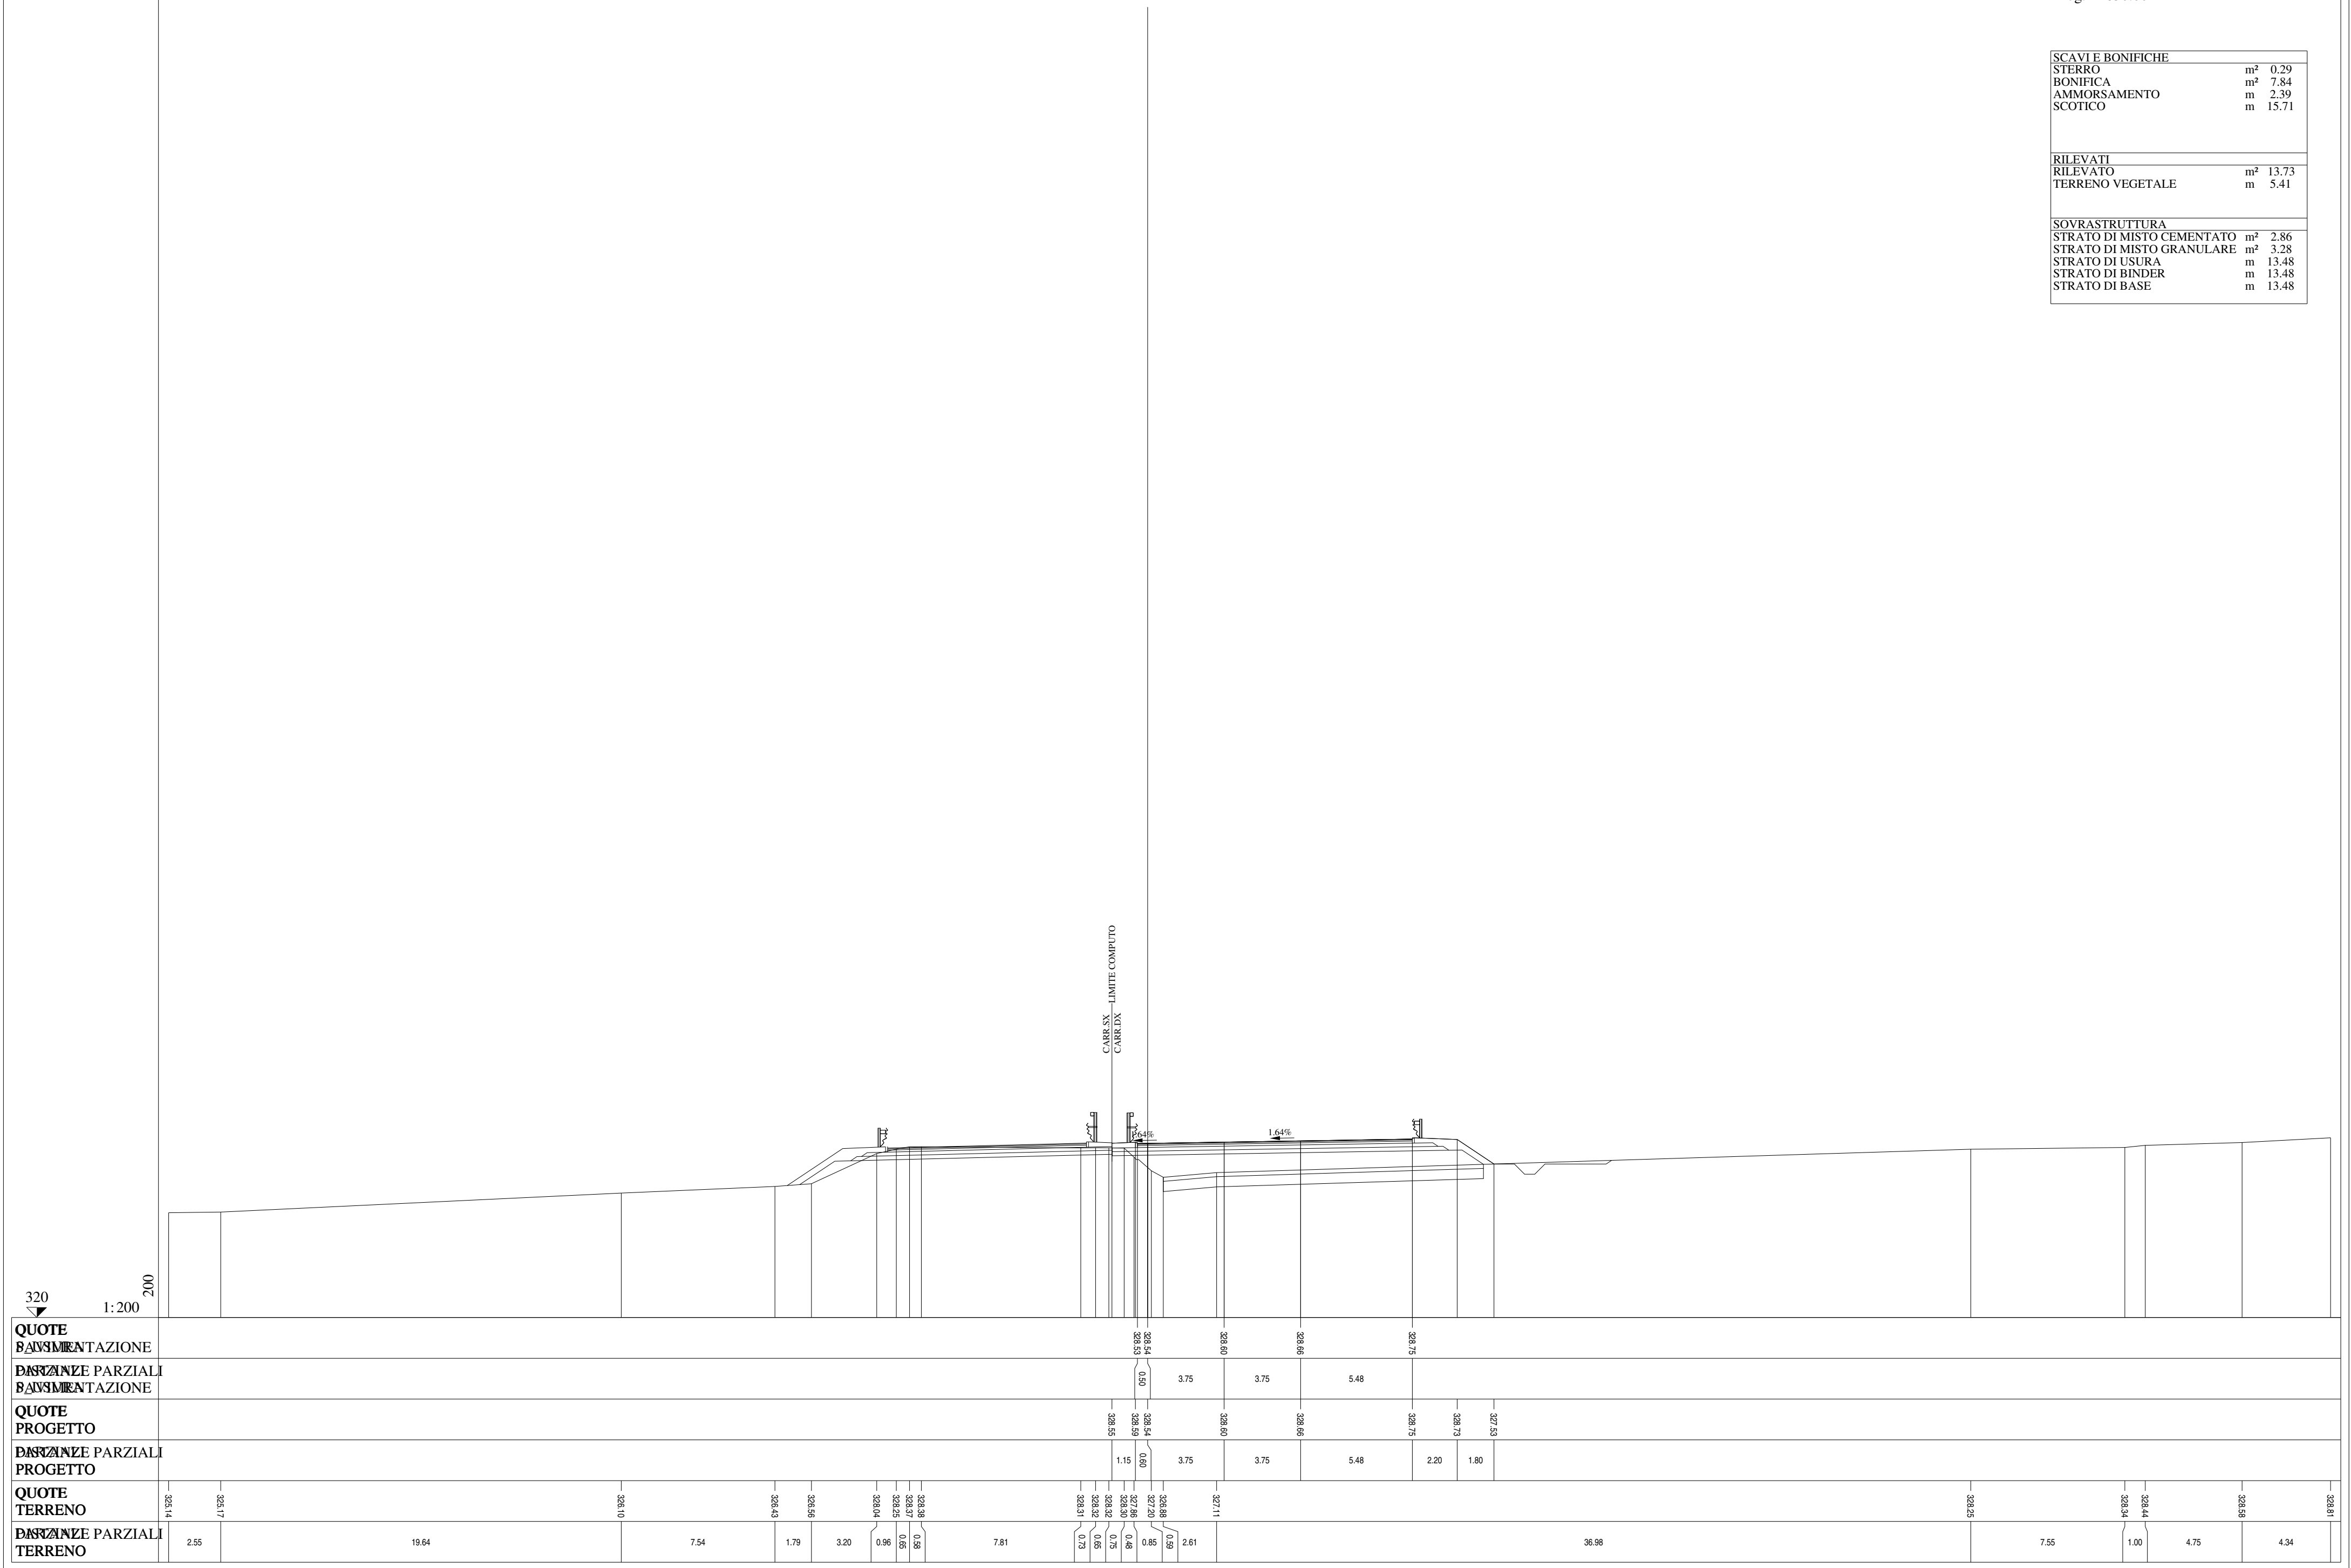 SCAVI E BONIFICHE
STERRO m² 0.29
BONIFICA m² 7.84
AMMORSAMENTO m 2.39
SCOTICO m 15.71
RILEVATI
RILEVATO m² 13.73
TERRENO VEGETALE m 5.41
SOVRASTRUTTURA
STRATO DI MISTO CEMENTATO m² 2.86
STRATO DI MISTO GRANULARE m² 3.28
STRATO DI USURA m 13.48
STRATO DI BINDER m 13.48
STRATO DI BASE m 13.48
LIMITE COMPUTO
CARR.SX
CARR.DX
1.64% 1.64%
320
1:200
200
QUOTE
PAVIMENTAZIONE
328.53 328.54 328.60 328.66 328.75
PARZIALI
PAVIMENTAZIONE
0.50 3.75 3.75 5.48
QUOTE
PROGETTO
328.55 328.59 328.54 328.60 328.66 328.75 328.73 327.53
PARZIALI
PROGETTO
1.15 0.60 3.75 3.75 5.48 2.20 1.80
QUOTE
TERRENO
325.14 325.17 326.10 326.43 326.56 328.04 328.25 328.37 328.38 328.31 328.32 328.32 328.30 327.86 327.20 326.88 327.11 328.25 328.34 328.44 328.58 328.81
PARZIALI
TERRENO
2.55 19.64 7.54 1.79 3.20 0.96 0.65 0.58 7.81 0.73 0.65 0.75 0.48 0.85 0.59 2.61 36.98 7.55 1.00 4.75 4.34